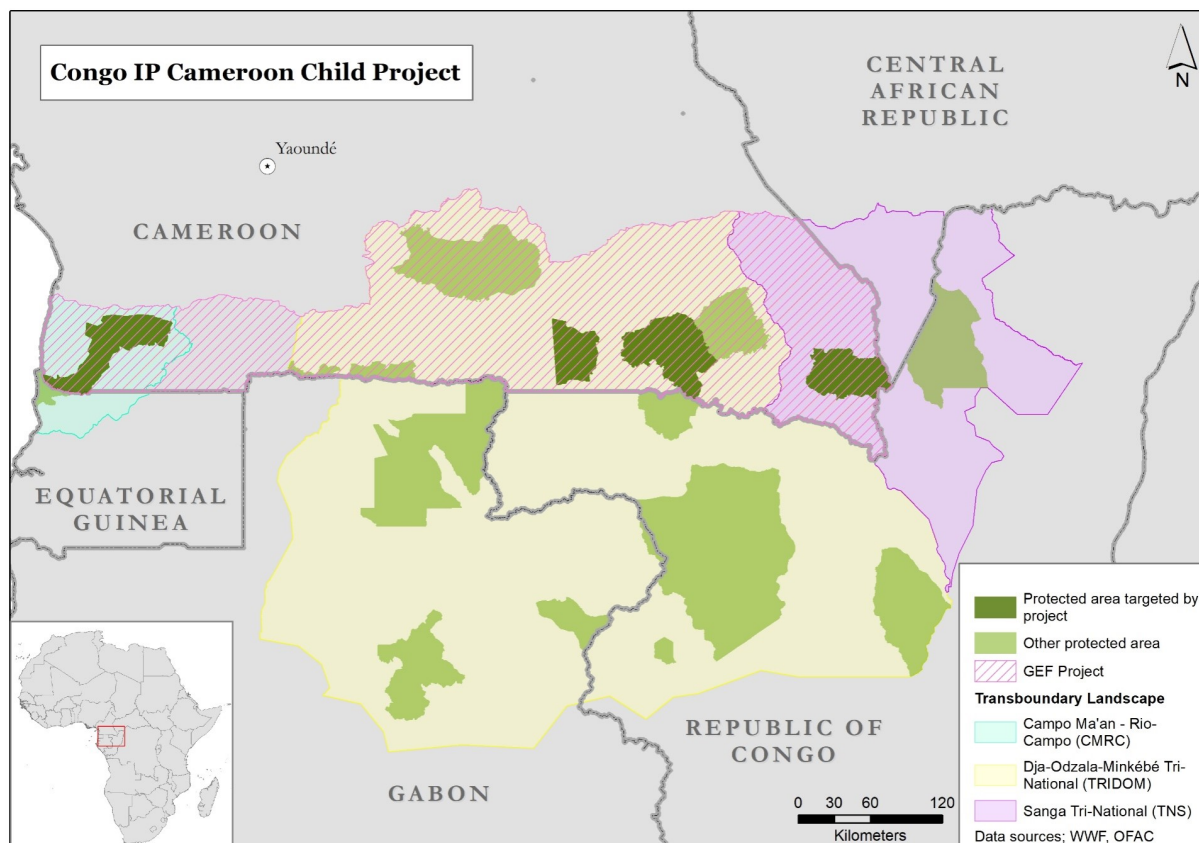 Congo IP Cameroon Child Project
N
CENTRAL
AFRICAN
REPUBLIC
Yaoundé
CAMEROON
EQUATORIAL
GUINEA
REPUBLIC OF
CONGO
GABON
0 30 60 120
Kilometers
Protected area targeted by
project
Other protected area
GEF Project
Transboundary Landscape
Campo Ma'an - Rio-
Campo (CMRC)
Dja-Odzala-Minkébé Tri-
National (TRIDOM)
Sanga Tri-National (TNS)
Data sources; WWF, OFAC